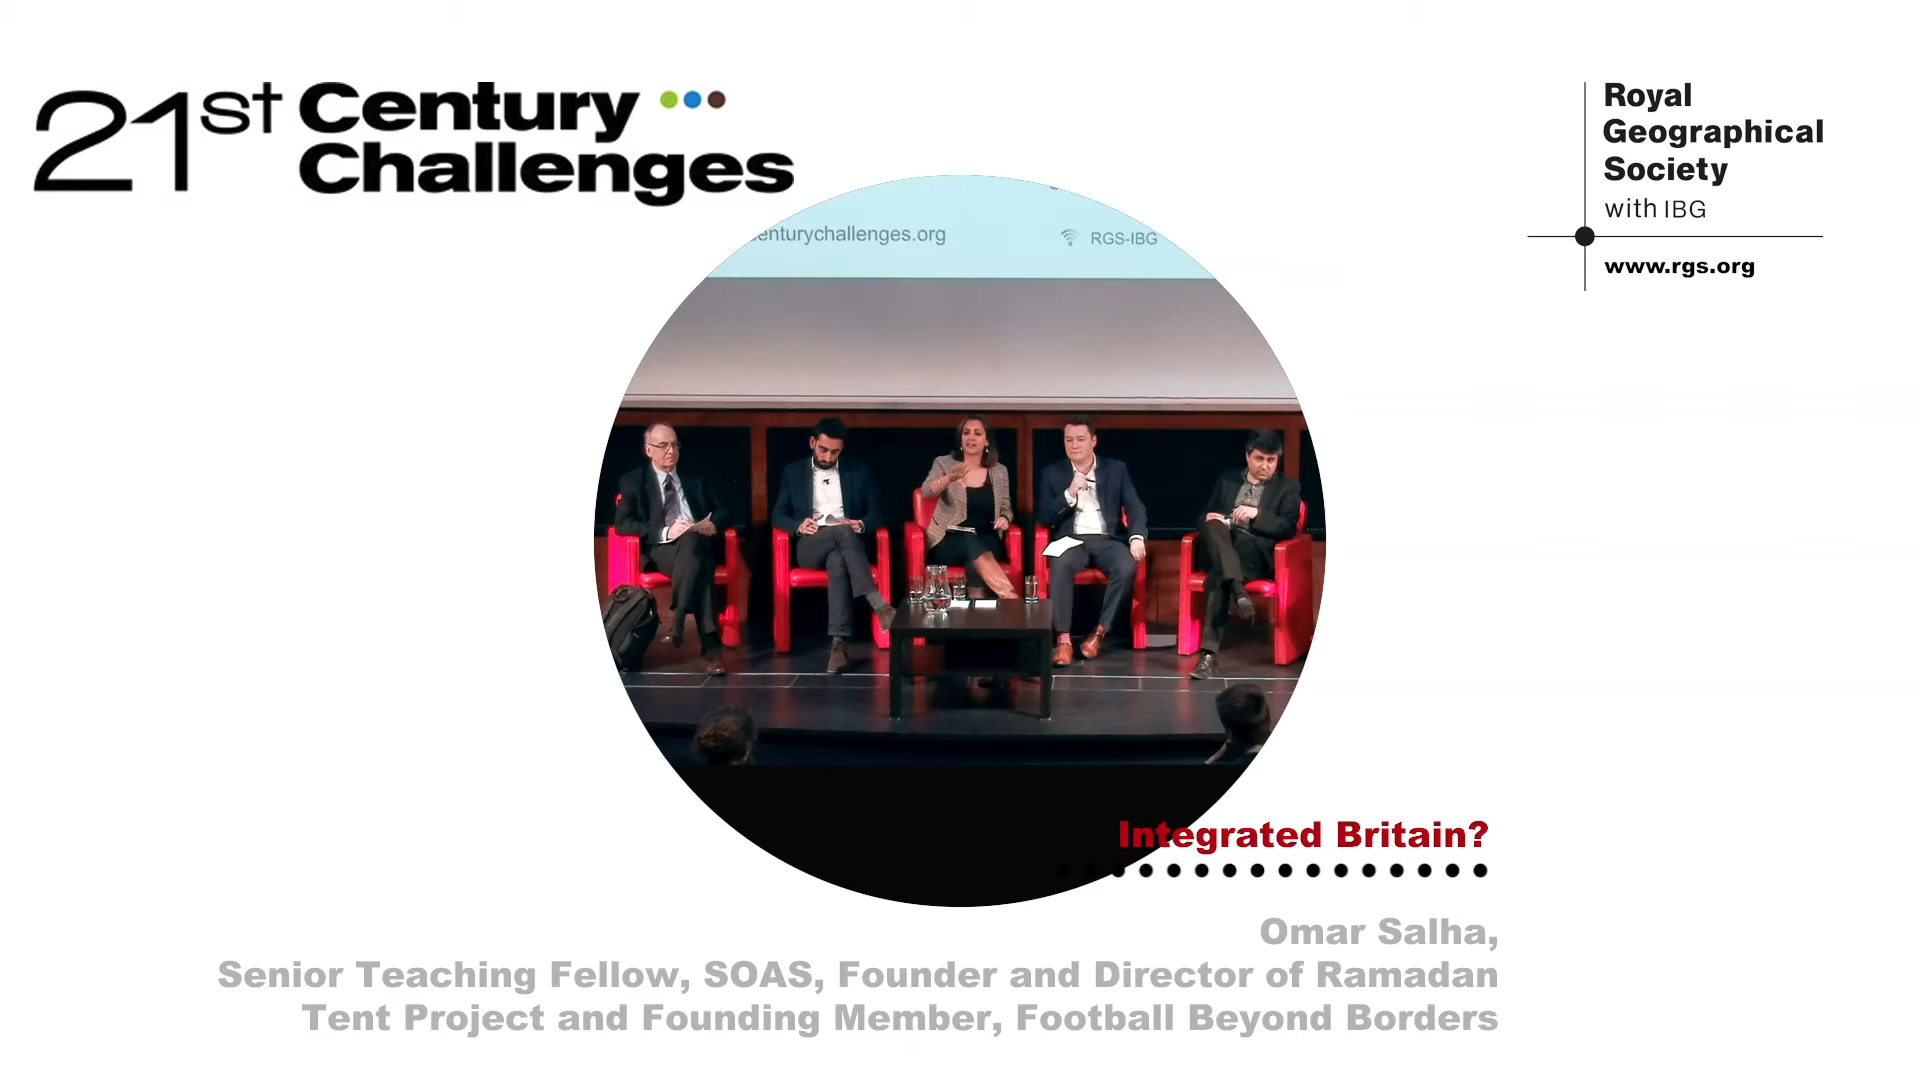 21st Century
Challenges
Royal
Geographical
Society
with IBG
www.rgs.org
enturychallenges.org
RGS-IBG
Integrated Britain?
Omar Salha,
Senior Teaching Fellow, SOAS, Founder and Director of Ramadan
Tent Project and Founding Member, Football Beyond Borders